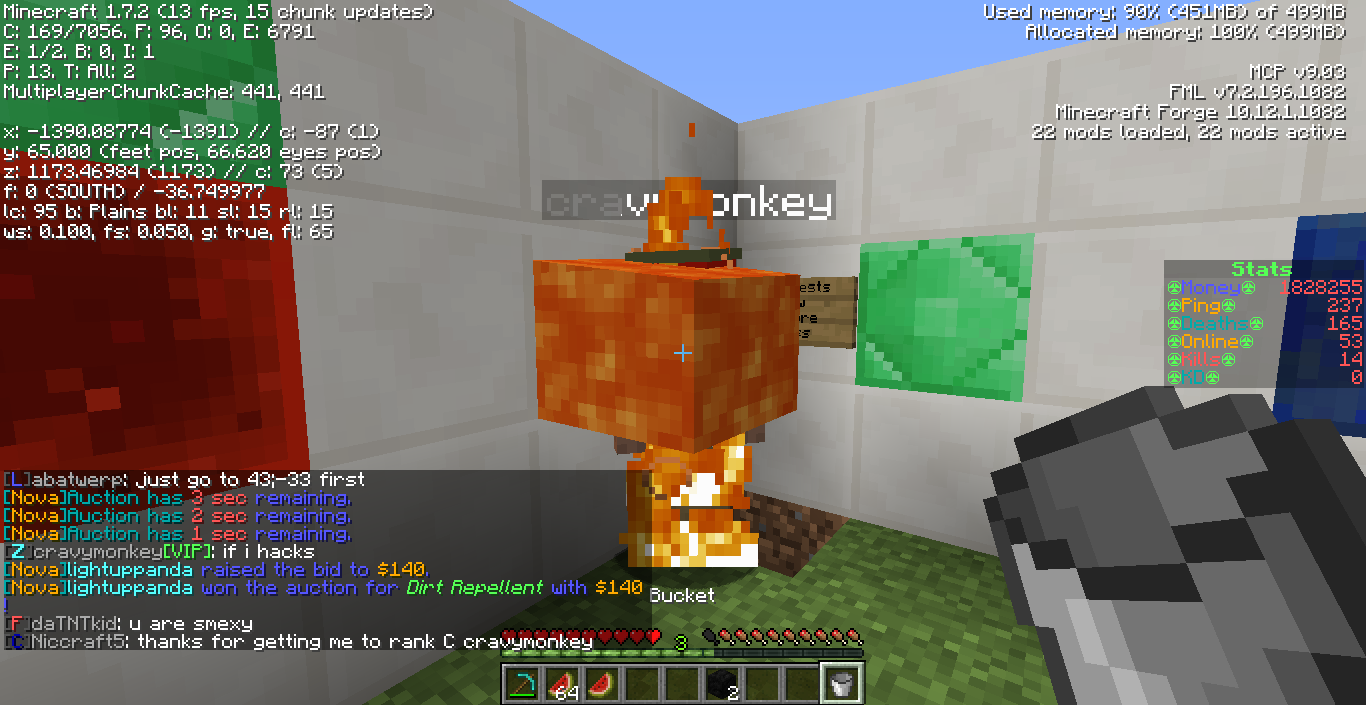 Minecraft 1.7.2 (13 fps, 15 chunk updates)
C: 169/7056. F: 96, O: 0, E: 6791
E: 1/2. B: 0, I: 1
P: 13. T: All: 2
MultiplayerChunkCache: 441, 441
x: -1390.08774 (-1391) // c: -87 (1)
y: 65.000 (feet pos, 66.620 eyes pos)
z: 1173.46984 (1173) // c: 73 (5)
f: 0 (SOUTH) / -36.749977
lc: 95 b: Plains bl: 11 sl: 15 rl: 15
ws: 0.100, fs: 0.050, g: true, fl: 65
Used memory: 90% (451MB) of 499MB
Allocated memory: 100% (499MB)
MCP v9.03
FML v7.2.196.1082
Minecraft Forge 10.12.1.1082
22 mods loaded, 22 mods active
cravymonkey
Stats
Money 1828255
Ping 237
Deaths 165
Online 53
Kills 14
KD 0
[L]abatwerp: just go to 43;-33 first
[Nova]Auction has 3 sec remaining.
[Nova]Auction has 2 sec remaining.
[Nova]Auction has 1 sec remaining.
[Z]cravymonkey[VIP]: if i hacks
[Nova]lightuppanda raised the bid to $140.
[Nova]lightuppanda won the auction for Dirt Repellent with $140
!
[F]daTNTkid: u are smexy
[C]Niccraft5: thanks for getting me to rank C cravymonkey
Bucket
3
64
2